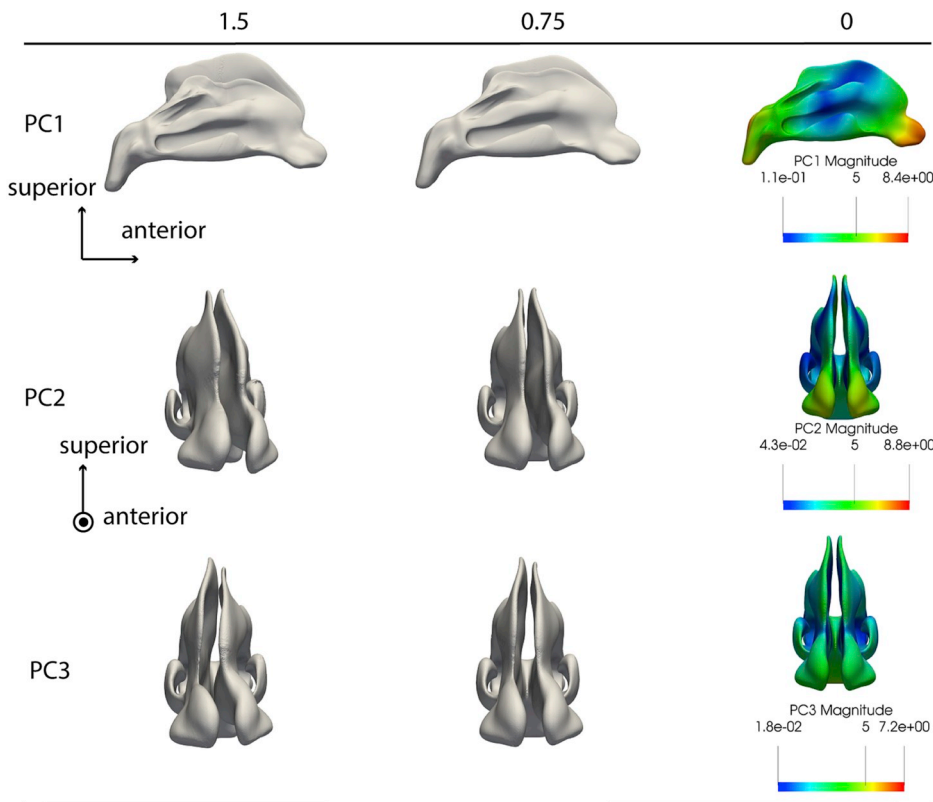 1.5 0.75 0
PC1
superior
anterior
PC1 Magnitude
1.1e-01 5 8.4e+00
PC2
superior
anterior
PC2 Magnitude
4.3e-02 5 8.8e+00
PC3
PC3 Magnitude
1.8e-02 5 7.2e+00